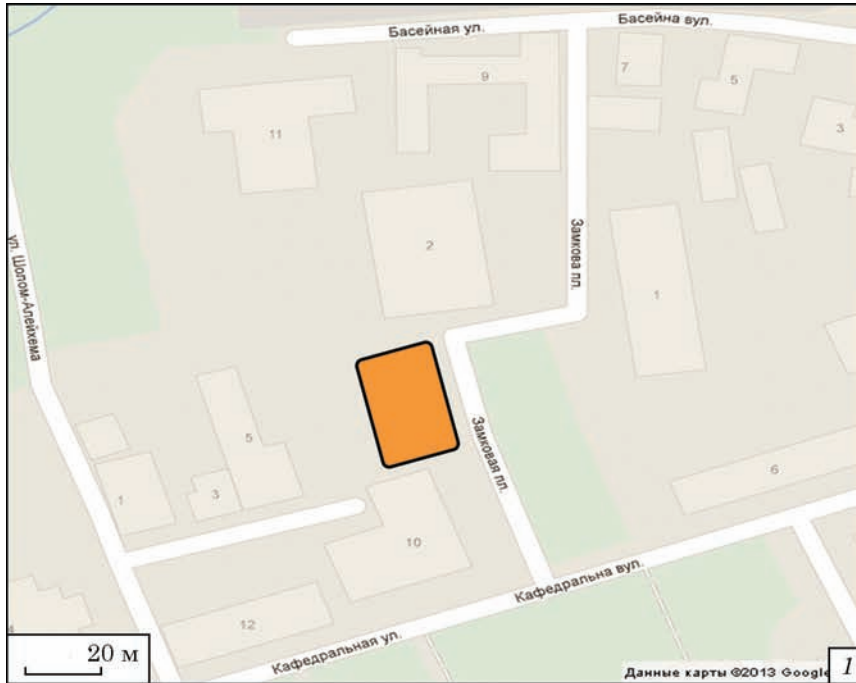 Басейная ул.
Басейна вул.
9
7
5
11
3
2
Замкова пл.
1
ул. Шолом-Алейхема
5
Замковая пл.
1
3
6
10
Кафедральна вул.
12
Кафедральная ул.
4
20 м
Данные карты ©2013 Google
1